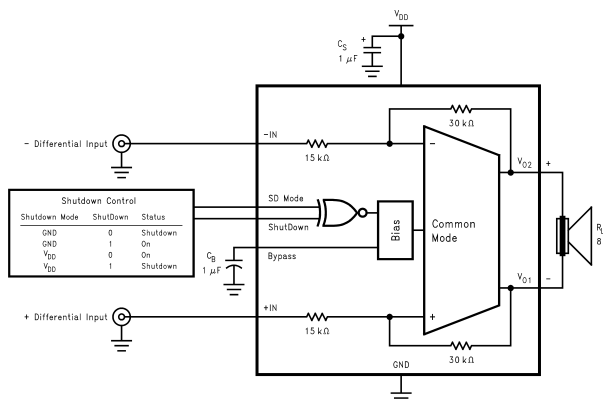 V_DD
C_S +
1 μF
30 kΩ
− Differential Input
−IN
15 kΩ
−
V_O2 +
Shutdown Control
Shutdown Mode ShutDown Status
GND 0 Shutdown
GND 1 On
V_DD 0 On
V_DD 1 Shutdown
SD Mode
ShutDown
Bypass
C_B
1 μF
Bias
Common
Mode
R_L
8
V_O1 −
+ Differential Input
+IN
15 kΩ
+
30 kΩ
GND